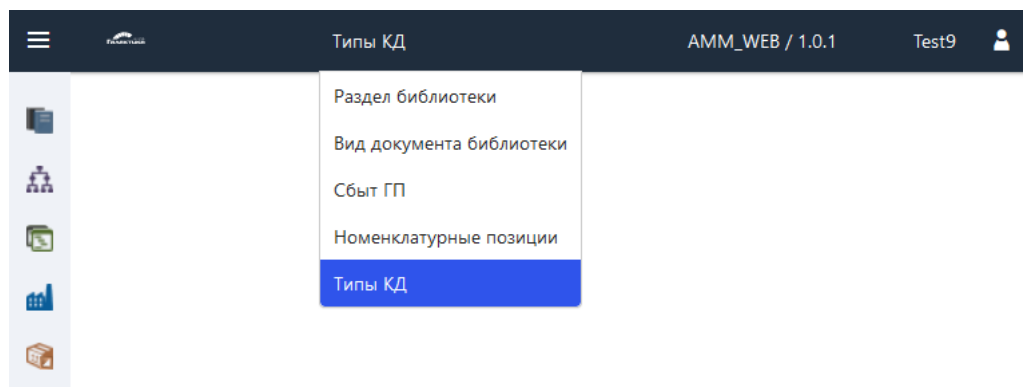 Типы КД
AMM_WEB / 1.0.1
Test9
Раздел библиотеки
Вид документа библиотеки
Сбыт ГП
Номенклатурные позиции
Типы КД